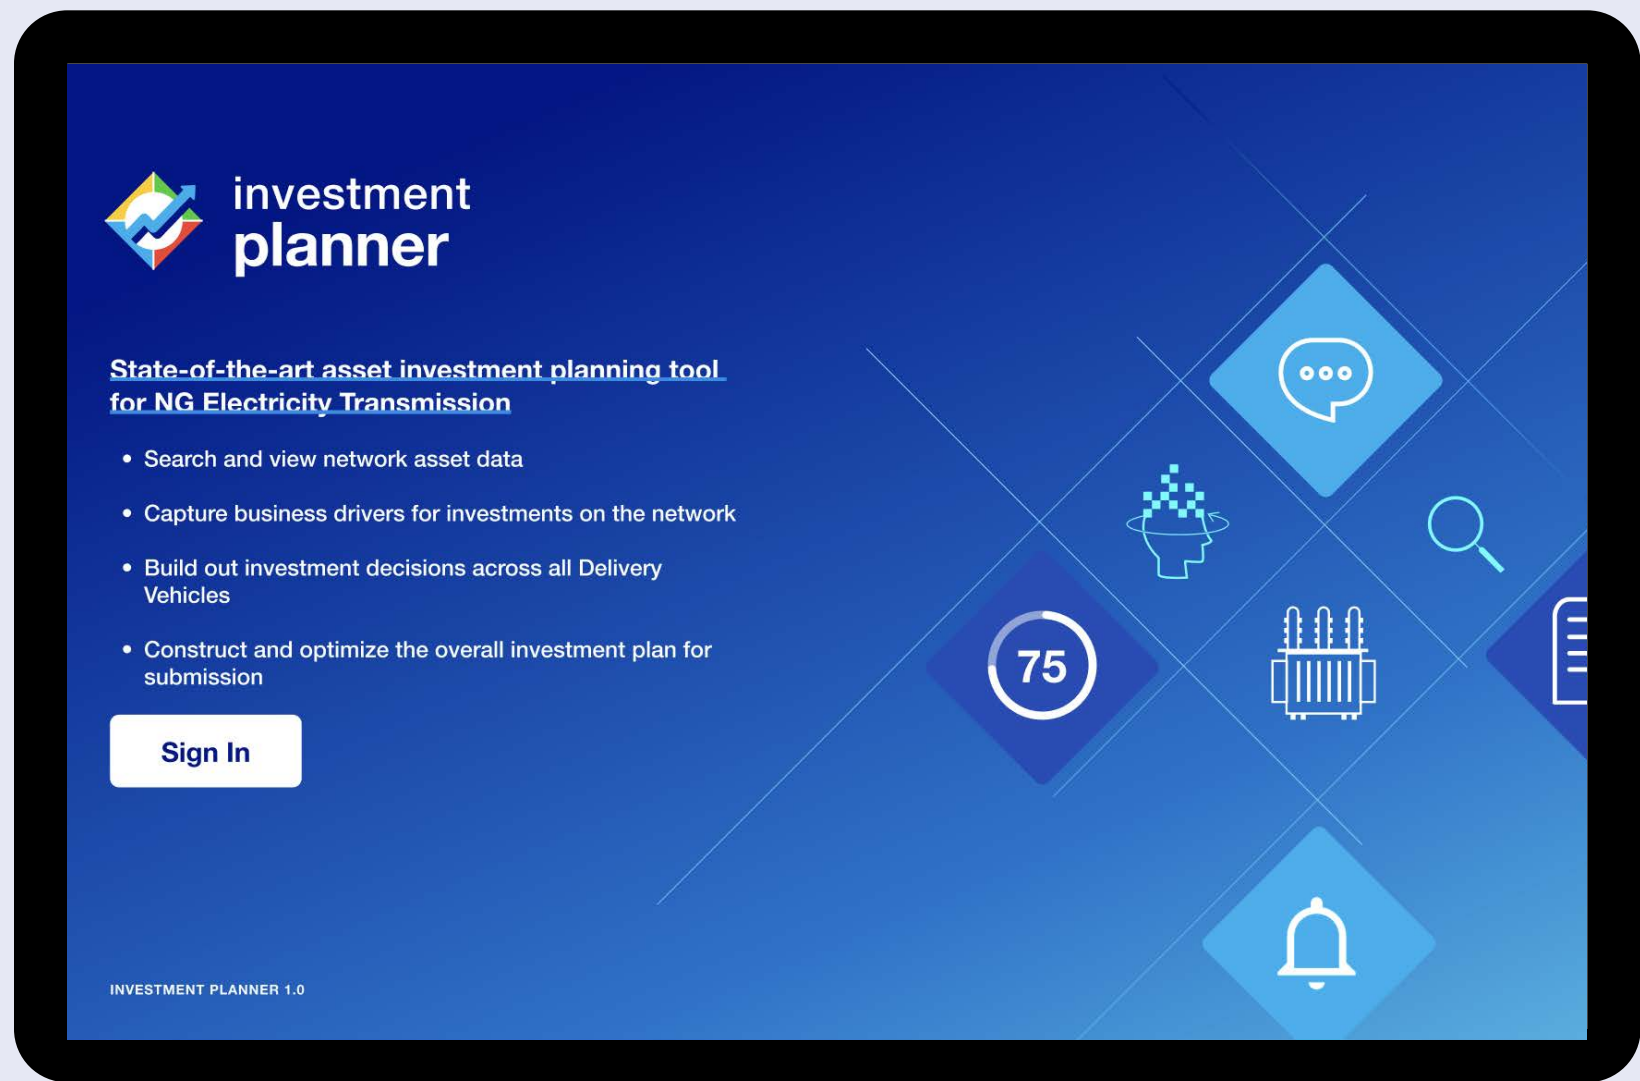 investment
planner
State-of-the-art asset investment planning tool
for NG Electricity Transmission
• Search and view network asset data
• Capture business drivers for investments on the network
• Build out investment decisions across all Delivery
Vehicles
• Construct and optimize the overall investment plan for
submission
Sign In
75
INVESTMENT PLANNER 1.0